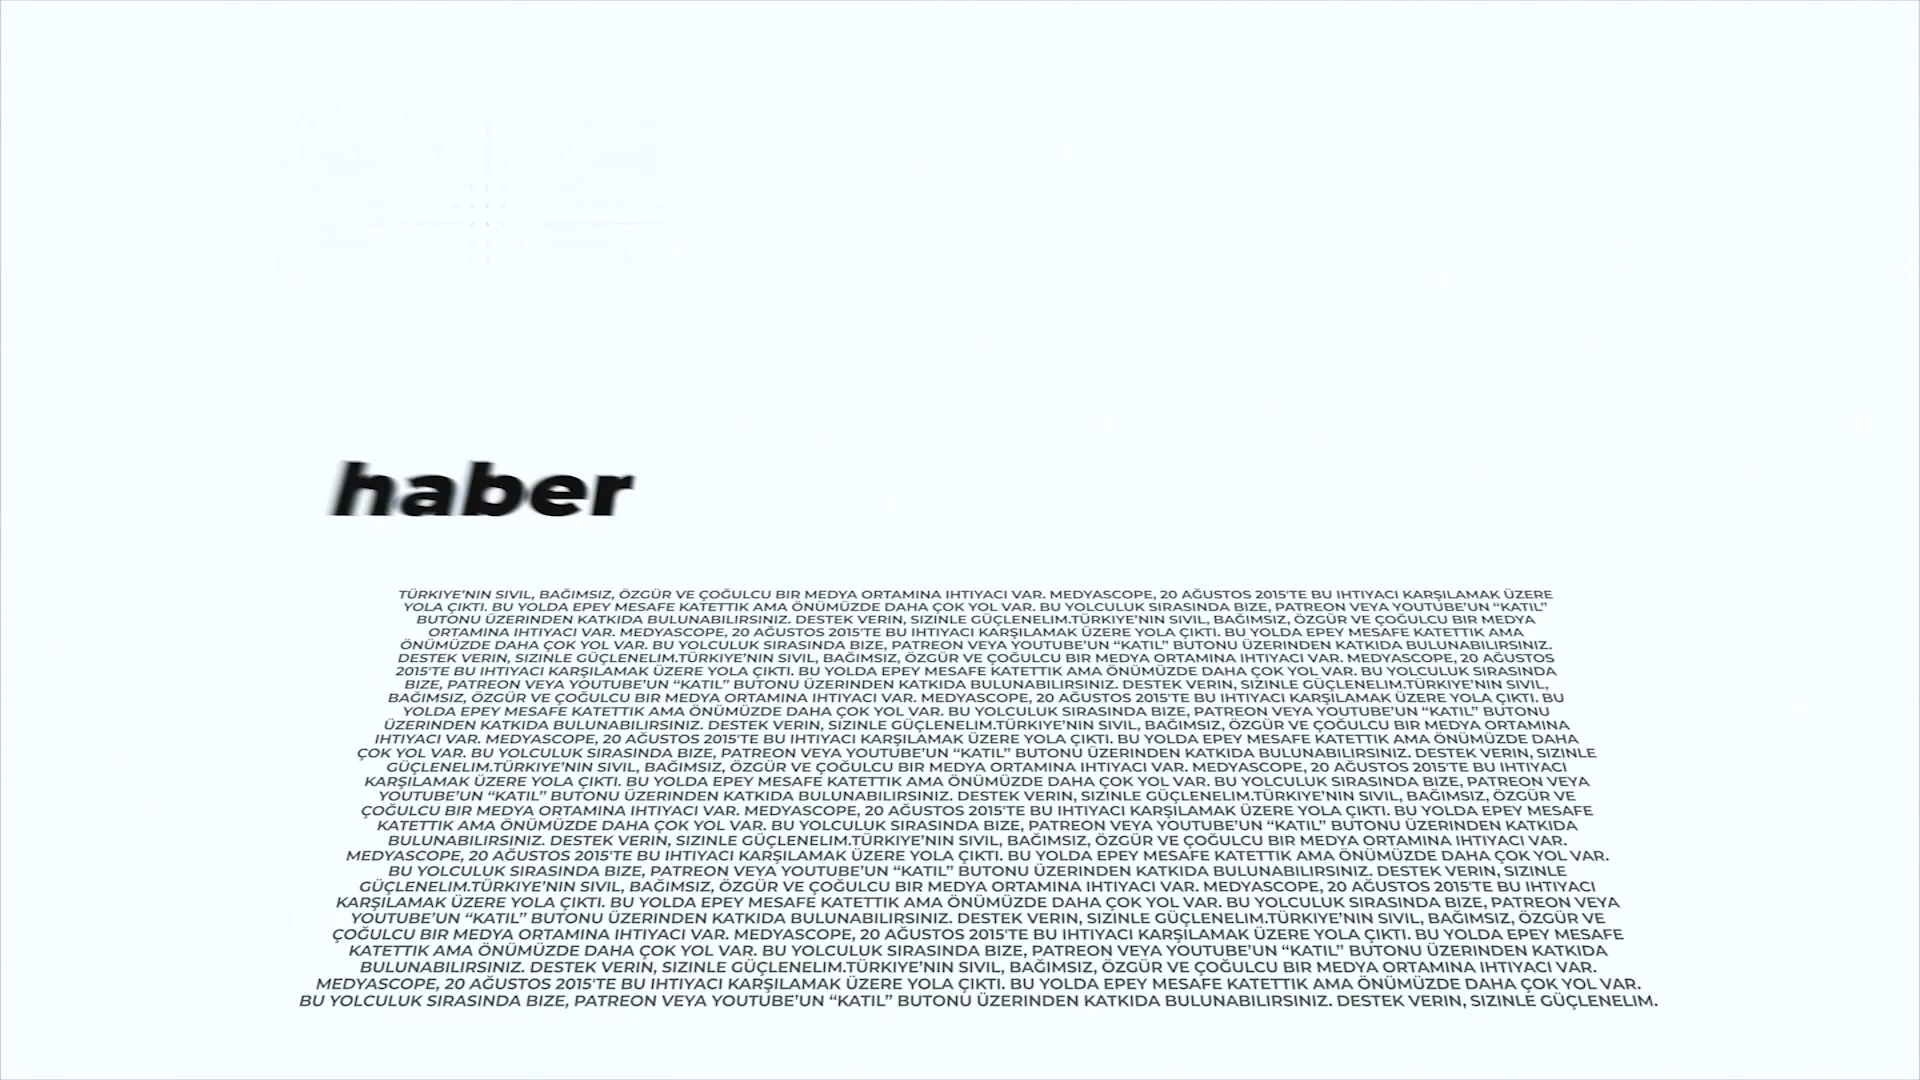 haber
TÜRKIYE’NIN SIVIL, BAĞIMSIZ, ÖZGÜR VE ÇOĞULCU BIR MEDYA ORTAMINA IHTIYACI VAR. MEDYASCOPE, 20 AĞUSTOS 2015'TE BU IHTIYACI KARŞILAMAK ÜZERE
YOLA ÇIKTI. BU YOLDA EPEY MESAFE KATETTIK AMA ÖNÜMÜZDE DAHA ÇOK YOL VAR. BU YOLCULUK SIRASINDA BIZE, PATREON VEYA YOUTUBE’UN “KATIL”
BUTONU ÜZERINDEN KATKIDA BULUNABILIRSINIZ. DESTEK VERIN, SIZINLE GÜÇLENELIM.TÜRKIYE’NIN SIVIL, BAĞIMSIZ, ÖZGÜR VE ÇOĞULCU BIR MEDYA
ORTAMINA IHTIYACI VAR. MEDYASCOPE, 20 AĞUSTOS 2015'TE BU IHTIYACI KARŞILAMAK ÜZERE YOLA ÇIKTI. BU YOLDA EPEY MESAFE KATETTIK AMA
ÖNÜMÜZDE DAHA ÇOK YOL VAR. BU YOLCULUK SIRASINDA BIZE, PATREON VEYA YOUTUBE’UN “KATIL” BUTONU ÜZERINDEN KATKIDA BULUNABILIRSINIZ.
DESTEK VERIN, SIZINLE GÜÇLENELIM.TÜRKIYE’NIN SIVIL, BAĞIMSIZ, ÖZGÜR VE ÇOĞULCU BIR MEDYA ORTAMINA IHTIYACI VAR. MEDYASCOPE, 20 AĞUSTOS
2015'TE BU IHTIYACI KARŞILAMAK ÜZERE YOLA ÇIKTI. BU YOLDA EPEY MESAFE KATETTIK AMA ÖNÜMÜZDE DAHA ÇOK YOL VAR. BU YOLCULUK SIRASINDA
BIZE, PATREON VEYA YOUTUBE’UN “KATIL” BUTONU ÜZERINDEN KATKIDA BULUNABILIRSINIZ. DESTEK VERIN, SIZINLE GÜÇLENELIM.TÜRKIYE’NIN SIVIL,
BAĞIMSIZ, ÖZGÜR VE ÇOĞULCU BIR MEDYA ORTAMINA IHTIYACI VAR. MEDYASCOPE, 20 AĞUSTOS 2015'TE BU IHTIYACI KARŞILAMAK ÜZERE YOLA ÇIKTI. BU
YOLDA EPEY MESAFE KATETTIK AMA ÖNÜMÜZDE DAHA ÇOK YOL VAR. BU YOLCULUK SIRASINDA BIZE, PATREON VEYA YOUTUBE’UN “KATIL” BUTONU
ÜZERINDEN KATKIDA BULUNABILIRSINIZ. DESTEK VERIN, SIZINLE GÜÇLENELIM.TÜRKIYE’NIN SIVIL, BAĞIMSIZ, ÖZGÜR VE ÇOĞULCU BIR MEDYA ORTAMINA
IHTIYACI VAR. MEDYASCOPE, 20 AĞUSTOS 2015'TE BU IHTIYACI KARŞILAMAK ÜZERE YOLA ÇIKTI. BU YOLDA EPEY MESAFE KATETTIK AMA ÖNÜMÜZDE DAHA
ÇOK YOL VAR. BU YOLCULUK SIRASINDA BIZE, PATREON VEYA YOUTUBE’UN “KATIL” BUTONU ÜZERINDEN KATKIDA BULUNABILIRSINIZ. DESTEK VERIN, SIZINLE
GÜÇLENELIM.TÜRKIYE’NIN SIVIL, BAĞIMSIZ, ÖZGÜR VE ÇOĞULCU BIR MEDYA ORTAMINA IHTIYACI VAR. MEDYASCOPE, 20 AĞUSTOS 2015'TE BU IHTIYACI
KARŞILAMAK ÜZERE YOLA ÇIKTI. BU YOLDA EPEY MESAFE KATETTIK AMA ÖNÜMÜZDE DAHA ÇOK YOL VAR. BU YOLCULUK SIRASINDA BIZE, PATREON VEYA
YOUTUBE’UN “KATIL” BUTONU ÜZERINDEN KATKIDA BULUNABILIRSINIZ. DESTEK VERIN, SIZINLE GÜÇLENELIM.TÜRKIYE’NIN SIVIL, BAĞIMSIZ, ÖZGÜR VE
ÇOĞULCU BIR MEDYA ORTAMINA IHTIYACI VAR. MEDYASCOPE, 20 AĞUSTOS 2015'TE BU IHTIYACI KARŞILAMAK ÜZERE YOLA ÇIKTI. BU YOLDA EPEY MESAFE
KATETTIK AMA ÖNÜMÜZDE DAHA ÇOK YOL VAR. BU YOLCULUK SIRASINDA BIZE, PATREON VEYA YOUTUBE’UN “KATIL” BUTONU ÜZERINDEN KATKIDA
BULUNABILIRSINIZ. DESTEK VERIN, SIZINLE GÜÇLENELIM.TÜRKIYE’NIN SIVIL, BAĞIMSIZ, ÖZGÜR VE ÇOĞULCU BIR MEDYA ORTAMINA IHTIYACI VAR.
MEDYASCOPE, 20 AĞUSTOS 2015'TE BU IHTIYACI KARŞILAMAK ÜZERE YOLA ÇIKTI. BU YOLDA EPEY MESAFE KATETTIK AMA ÖNÜMÜZDE DAHA ÇOK YOL VAR.
BU YOLCULUK SIRASINDA BIZE, PATREON VEYA YOUTUBE’UN “KATIL” BUTONU ÜZERINDEN KATKIDA BULUNABILIRSINIZ. DESTEK VERIN, SIZINLE
GÜÇLENELIM.TÜRKIYE’NIN SIVIL, BAĞIMSIZ, ÖZGÜR VE ÇOĞULCU BIR MEDYA ORTAMINA IHTIYACI VAR. MEDYASCOPE, 20 AĞUSTOS 2015'TE BU IHTIYACI
KARŞILAMAK ÜZERE YOLA ÇIKTI. BU YOLDA EPEY MESAFE KATETTIK AMA ÖNÜMÜZDE DAHA ÇOK YOL VAR. BU YOLCULUK SIRASINDA BIZE, PATREON VEYA
YOUTUBE’UN “KATIL” BUTONU ÜZERINDEN KATKIDA BULUNABILIRSINIZ. DESTEK VERIN, SIZINLE GÜÇLENELIM.TÜRKIYE’NIN SIVIL, BAĞIMSIZ, ÖZGÜR VE
ÇOĞULCU BIR MEDYA ORTAMINA IHTIYACI VAR. MEDYASCOPE, 20 AĞUSTOS 2015'TE BU IHTIYACI KARŞILAMAK ÜZERE YOLA ÇIKTI. BU YOLDA EPEY MESAFE
KATETTIK AMA ÖNÜMÜZDE DAHA ÇOK YOL VAR. BU YOLCULUK SIRASINDA BIZE, PATREON VEYA YOUTUBE’UN “KATIL” BUTONU ÜZERINDEN KATKIDA
BULUNABILIRSINIZ. DESTEK VERIN, SIZINLE GÜÇLENELIM.TÜRKIYE’NIN SIVIL, BAĞIMSIZ, ÖZGÜR VE ÇOĞULCU BIR MEDYA ORTAMINA IHTIYACI VAR.
MEDYASCOPE, 20 AĞUSTOS 2015'TE BU IHTIYACI KARŞILAMAK ÜZERE YOLA ÇIKTI. BU YOLDA EPEY MESAFE KATETTIK AMA ÖNÜMÜZDE DAHA ÇOK YOL VAR.
BU YOLCULUK SIRASINDA BIZE, PATREON VEYA YOUTUBE’UN “KATIL” BUTONU ÜZERINDEN KATKIDA BULUNABILIRSINIZ. DESTEK VERIN, SIZINLE GÜÇLENELIM.